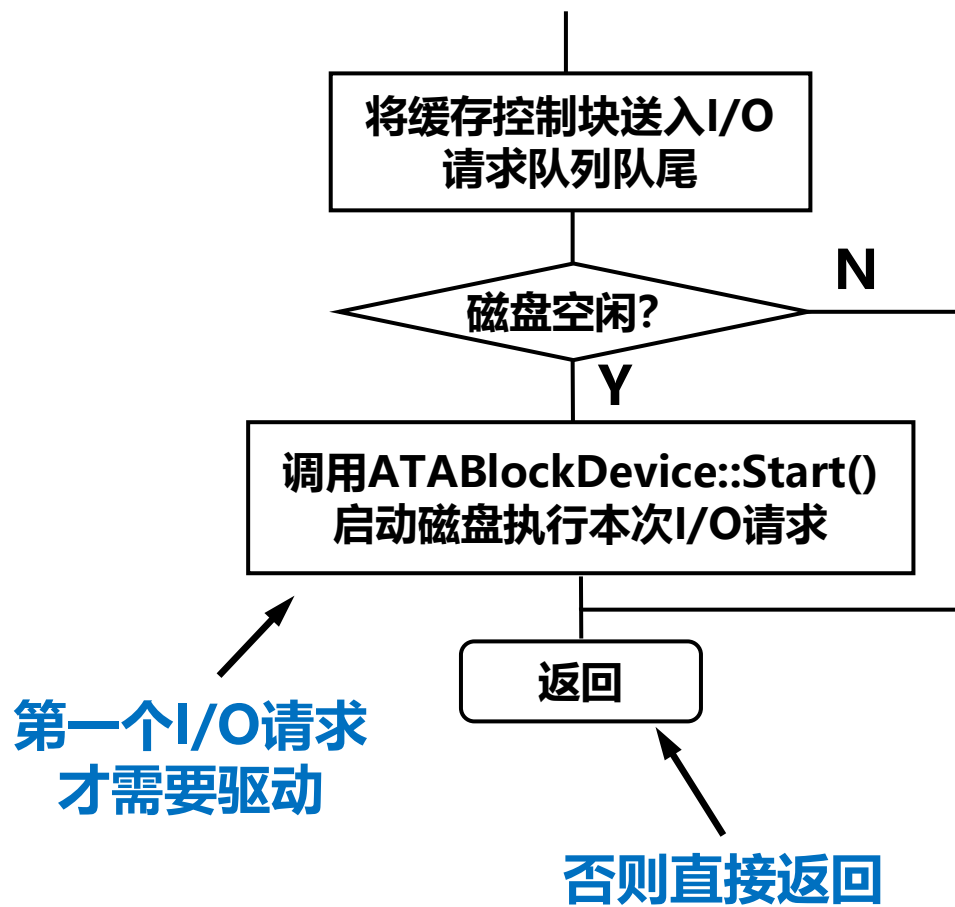 将缓存控制块送入I/O
请求队列队尾
磁盘空闲?
N
Y
调用ATABlockDevice::Start()
启动磁盘执行本次I/O请求
返回
第一个I/O请求
才需要驱动
否则直接返回